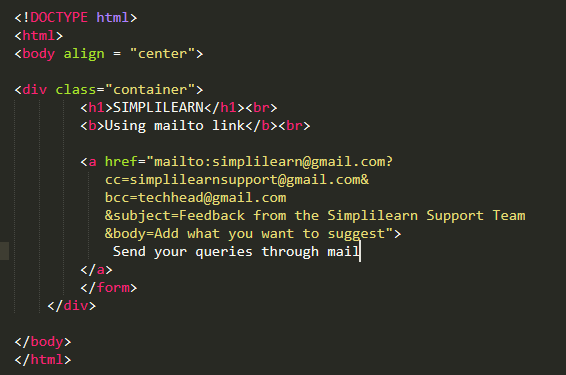 <!DOCTYPE html>
<html>
<body align = "center">
<div class="container">
<h1>SIMPLILEARN</h1><br>
<b>Using mailto link</b><br>
<a href="mailto:simplilearn@gmail.com?
cc=simplilearnsupport@gmail.com&
bcc=techhead@gmail.com
&subject=Feedback from the Simplilearn Support Team
&body=Add what you want to suggest">
Send your queries through mail
</a>
</form>
</div>
</body>
</html>